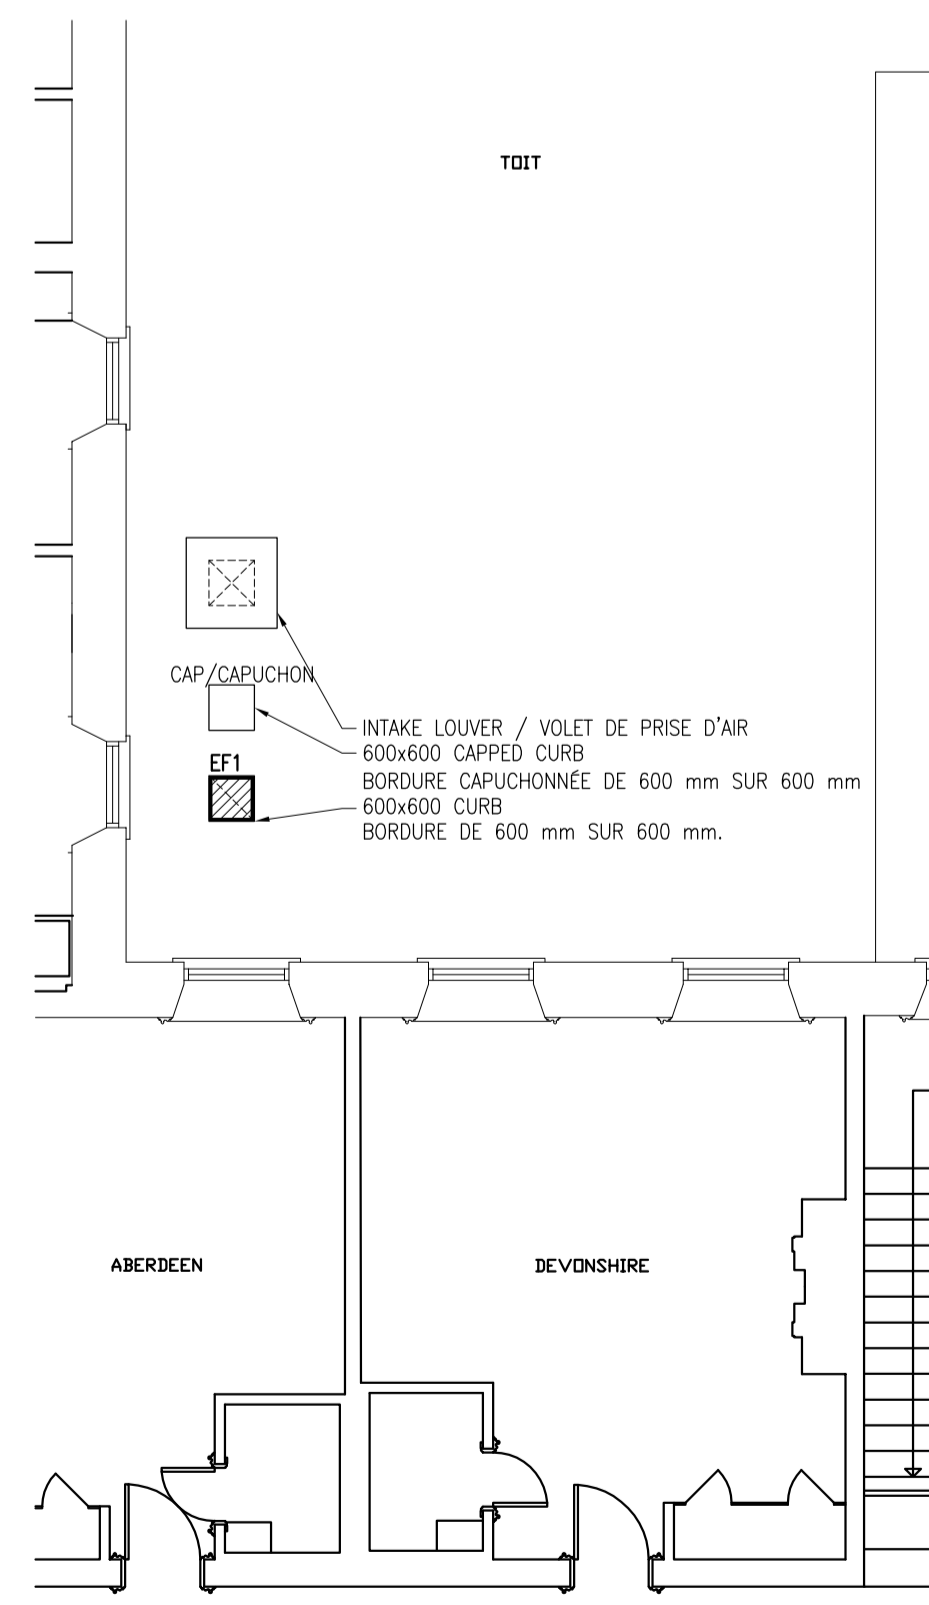 TOIT
CAP/CAPUCHON
INTAKE LOUVER / VOLET DE PRISE D'AIR
600x600 CAPPED CURB
BORDURE CAPUCHONNÉE DE 600 mm SUR 600 mm
EF1
600x600 CURB
BORDURE DE 600 mm SUR 600 mm.
ABERDEEN
DEVONSHIRE